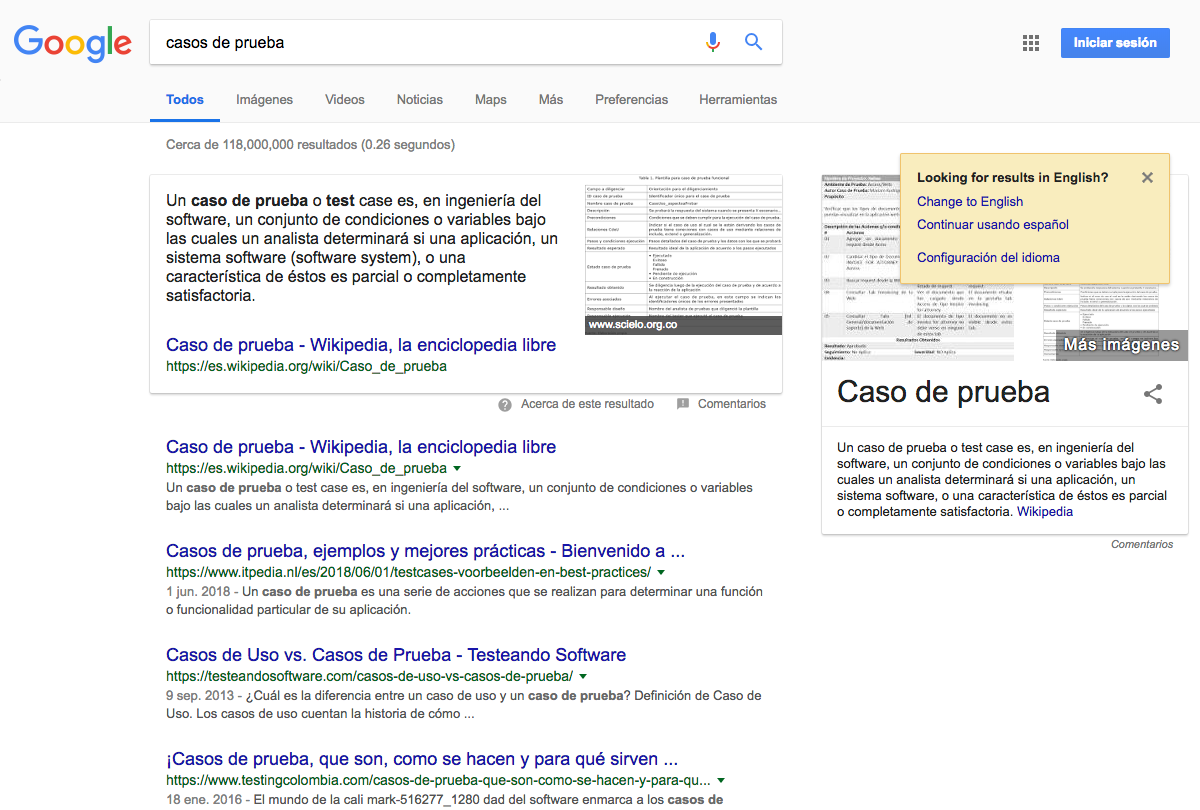 Google
casos de prueba
Iniciar sesión
Todos Imágenes Videos Noticias Maps Más Preferencias Herramientas
Cerca de 118,000,000 resultados (0.26 segundos)
Un caso de prueba o test case es, en ingeniería del
software, un conjunto de condiciones o variables bajo
las cuales un analista determinará si una aplicación, un
sistema software (software system), o una
característica de éstos es parcial o completamente
satisfactoria.
www.scielo.org.co
Caso de prueba - Wikipedia, la enciclopedia libre
https://es.wikipedia.org/wiki/Caso_de_prueba
Acerca de este resultado Comentarios
Caso de prueba - Wikipedia, la enciclopedia libre
https://es.wikipedia.org/wiki/Caso_de_prueba
Un caso de prueba o test case es, en ingeniería del software, un conjunto de condiciones o variables
bajo las cuales un analista determinará si una aplicación, ...
Casos de prueba, ejemplos y mejores prácticas - Bienvenido a ...
https://www.itpedia.nl/es/2018/06/01/testcases-voorbeelden-en-best-practices/
1 jun. 2018 - Un caso de prueba es una serie de acciones que se realizan para determinar una función
o funcionalidad particular de su aplicación.
Casos de Uso vs. Casos de Prueba - Testeando Software
https://testeandosoftware.com/casos-de-uso-vs-casos-de-prueba/
9 sep. 2013 - ¿Cuál es la diferencia entre un caso de uso y un caso de prueba? Definición de Caso de
Uso. Los casos de uso cuentan la historia de cómo ...
¡Casos de prueba, que son, como se hacen y para qué sirven ...
https://www.testingcolombia.com/casos-de-prueba-que-son-como-se-hacen-y-para-qu...
18 ene. 2016 - El mundo de la cali mark-516277_1280 dad del software enmarca a los casos de
Looking for results in English?
Change to English
Continuar usando español
Configuración del idioma
Más imágenes
Caso de prueba
Un caso de prueba o test case es, en ingeniería del
software, un conjunto de condiciones o variables bajo las
cuales un analista determinará si una aplicación, un
sistema software, o una característica de éstos es parcial
o completamente satisfactoria. Wikipedia
Comentarios